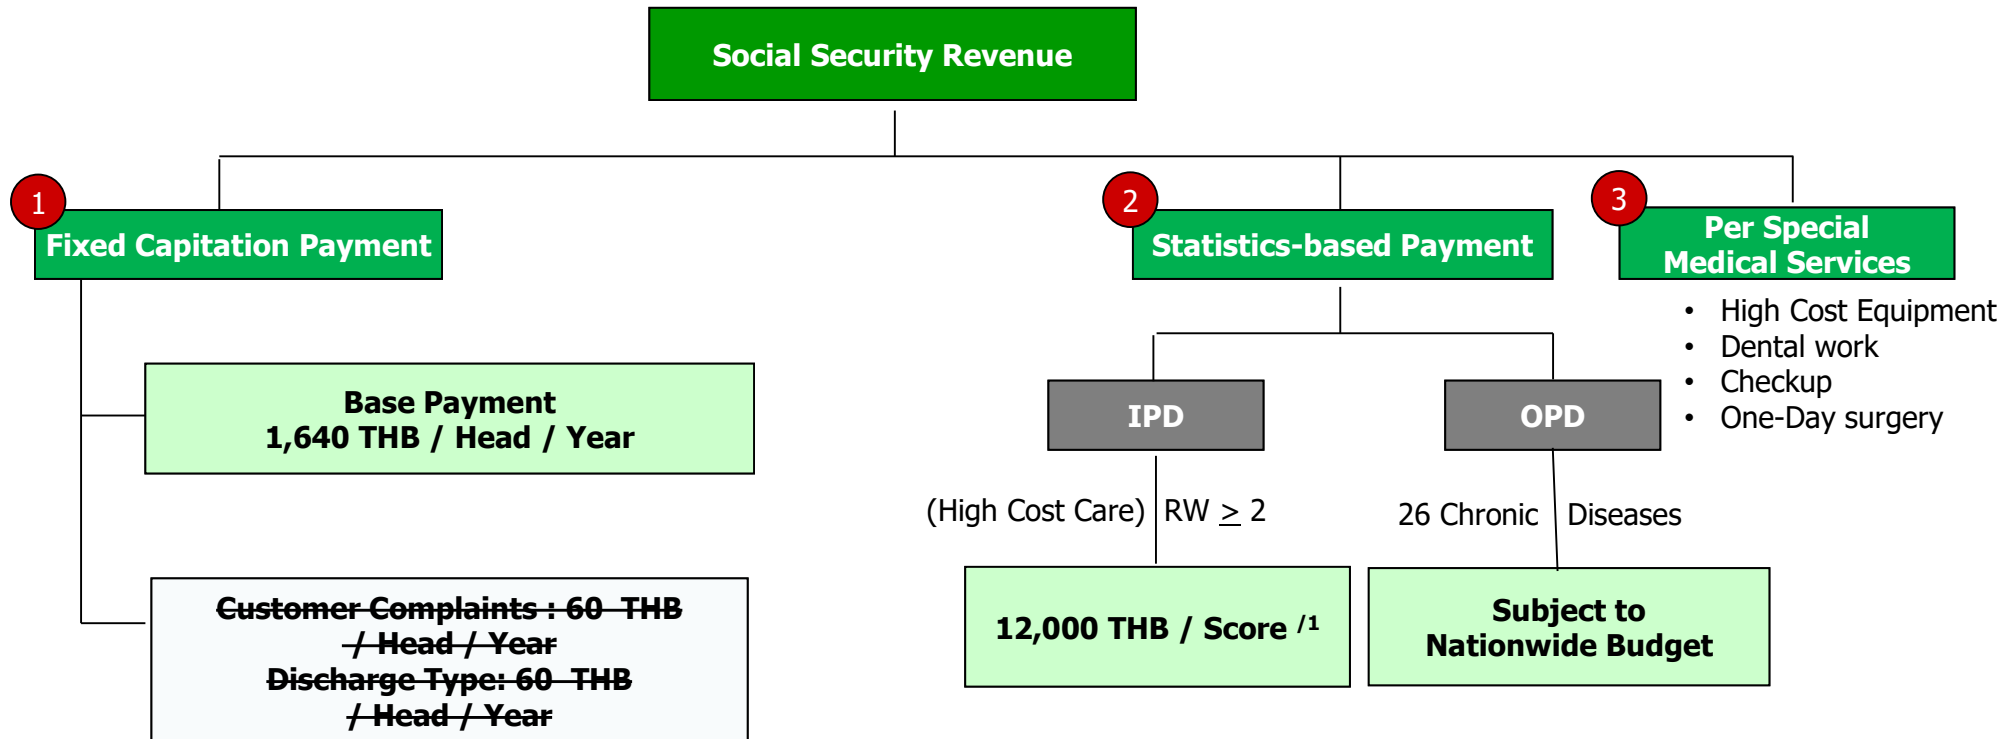 Social Security Revenue
1
Fixed Capitation Payment
2
Statistics-based Payment
3
Per Special
Medical Services
• High Cost Equipment
• Dental work
• Checkup
• One-Day surgery
Base Payment
1,640 THB / Head / Year
IPD
OPD
(High Cost Care) RW ≥ 2
26 Chronic Diseases
Customer Complaints : 60 THB
/ Head / Year
Discharge Type: 60 THB
/ Head / Year
12,000 THB / Score /1
Subject to
Nationwide Budget